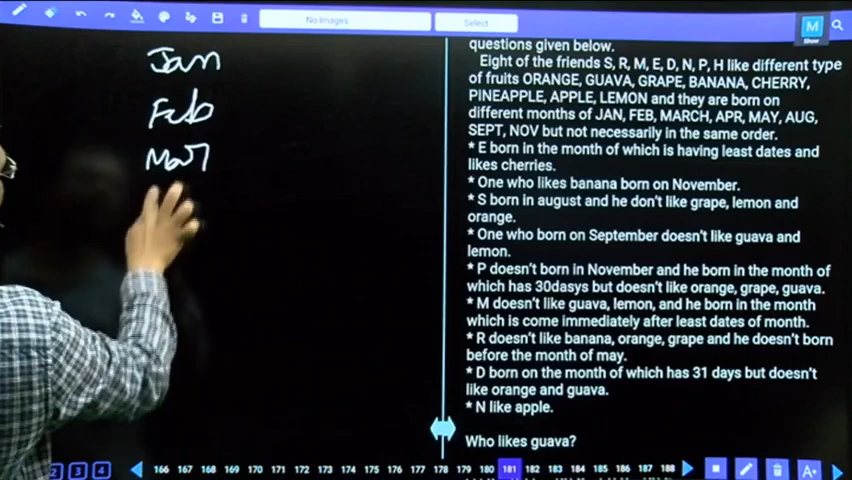 No Images
Select
M
Show
Jan
Feb
Mar
questions given below.
Eight of the friends S, R, M, E, D, N, P, H like different type
of fruits ORANGE, GUAVA, GRAPE, BANANA, CHERRY,
PINEAPPLE, APPLE, LEMON and they are born on
different months of JAN, FEB, MARCH, APR, MAY, AUG,
SEPT, NOV but not necessarily in the same order.
* E born in the month of which is having least dates and
likes cherries.
* One who likes banana born on November.
* S born in august and he don't like grape, lemon and
orange.
* One who born on September doesn't like guava and
lemon.
* P doesn't born in November and he born in the month of
which has 30dasys but doesn't like orange, grape, guava.
* M doesn't like guava, lemon, and he born in the month
which is come immediately after least dates of month.
* R doesn't like banana, orange, grape and he doesn't born
before the month of may.
* D born on the month of which has 31 days but doesn't
like orange and guava.
* N like apple.
Who likes guava?
2 3 4 166 167 168 169 170 171 172 173 174 175 176 177 178 179 180 181 182 183 184 185 186 187 188 A+